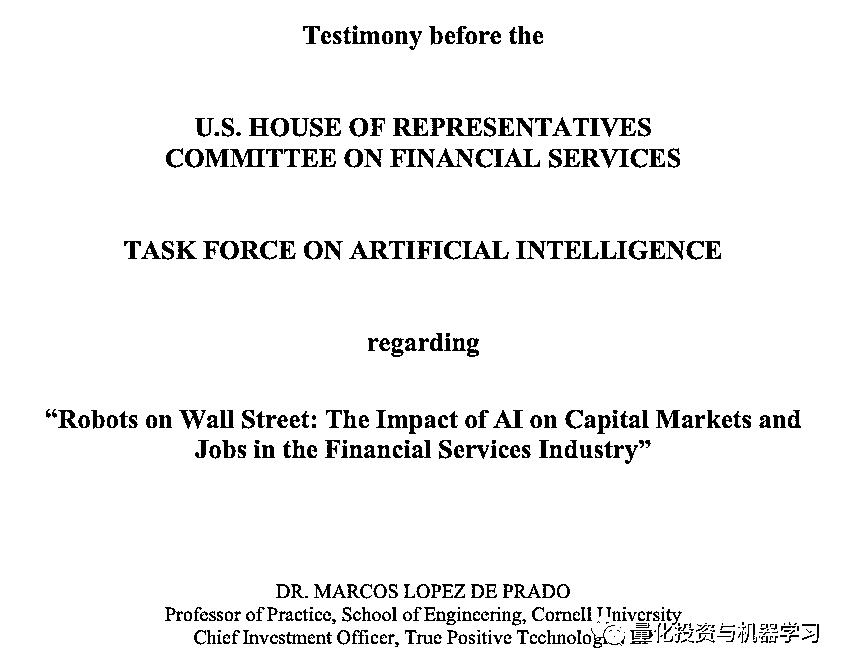 Testimony before the
U.S. HOUSE OF REPRESENTATIVES
COMMITTEE ON FINANCIAL SERVICES
TASK FORCE ON ARTIFICIAL INTELLIGENCE
regarding
“Robots on Wall Street: The Impact of AI on Capital Markets and
Jobs in the Financial Services Industry”
DR. MARCOS LOPEZ DE PRADO
Professor of Practice, School of Engineering, Cornell University
Chief Investment Officer, True Positive Technologies
量化投资与机器学习